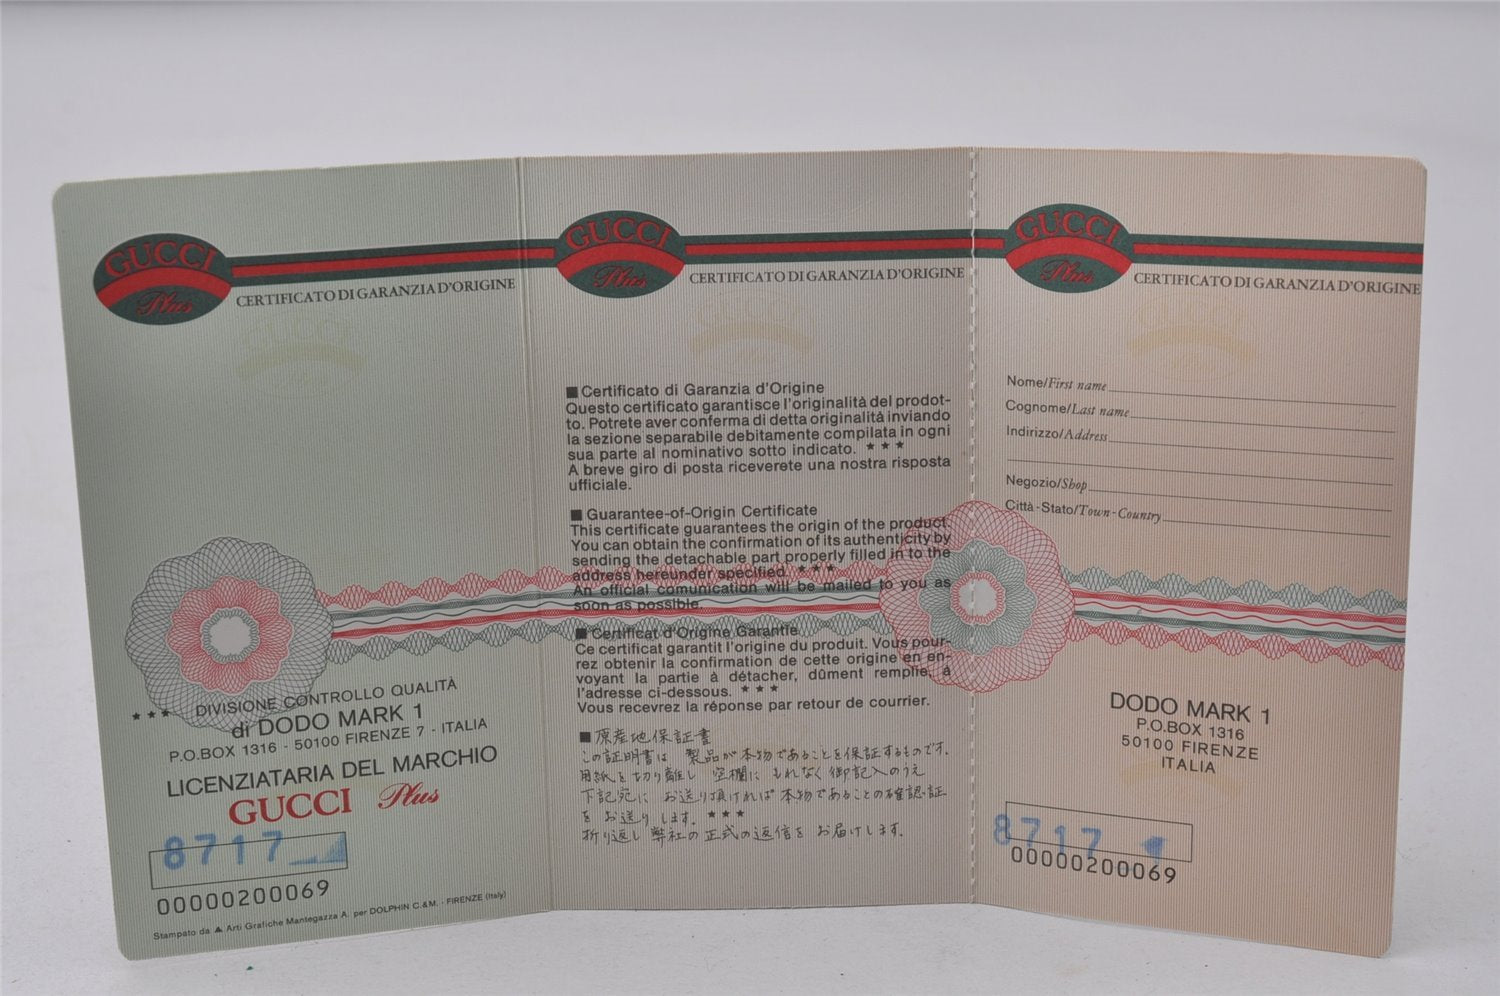 GUCCI
Plus
CERTIFICATO DI GARANZIA D'ORIGINE
★★★ DIVISIONE CONTROLLO QUALITÀ
di DODO MARK 1
P.O.BOX 1316 - 50100 FIRENZE 7 - ITALIA
LICENZIATARIA DEL MARCHIO
GUCCI Plus
8717
00000200069
Stampato da ▲ Arti Grafiche Mantegazza A. per DOLPHIN C.&M. - FIRENZE (Italy)
GUCCI
Plus
CERTIFICATO DI GARANZIA D'ORIGINE
GUCCI
Plus
■ Certificato di Garanzia d'Origine
Questo certificato garantisce l'originalità del prodot-
to. Potrete aver conferma di detta originalità inviando
la sezione separabile debitamente compilata in ogni
sua parte al nominativo sotto indicato. ★★★
A breve giro di posta riceverete una nostra risposta
ufficiale.
■ Guarantee-of-Origin Certificate
This certificate guarantees the origin of the product.
You can obtain the confirmation of its authenticity by
sending the detachable part properly filled in to the
address hereunder specified. ★★★
An official comunication will be mailed to you as
soon as possible.
■ Certificat d'Origine Garantie
Ce certificat garantit l'origine du produit. Vous pour-
rez obtenir la confirmation de cette origine en en-
voyant la partie à détacher, dûment remplie, à
l'adresse ci-dessous. ★★★
Vous recevrez la réponse par retour de courrier.
■ 原産地保証書
この証明書は 製品が本物であることを保証するものです.
用紙を切り離し 空欄に もれなく御記入のうえ
下記宛に お送り頂ければ本物であることの確認証
を お送り します. ★★★
折り返し 弊社の正式の返信を お届けします.
GUCCI
Plus
CERTIFICATO DI GARANZIA D'ORIGINE
GUCCI
Plus
Nome/First name
Cognome/Last name
Indirizzo/Address
Negozio/Shop
Città-Stato/Town-Country
DODO MARK 1
P.O.BOX 1316
50100 FIRENZE
ITALIA
8717
00000200069